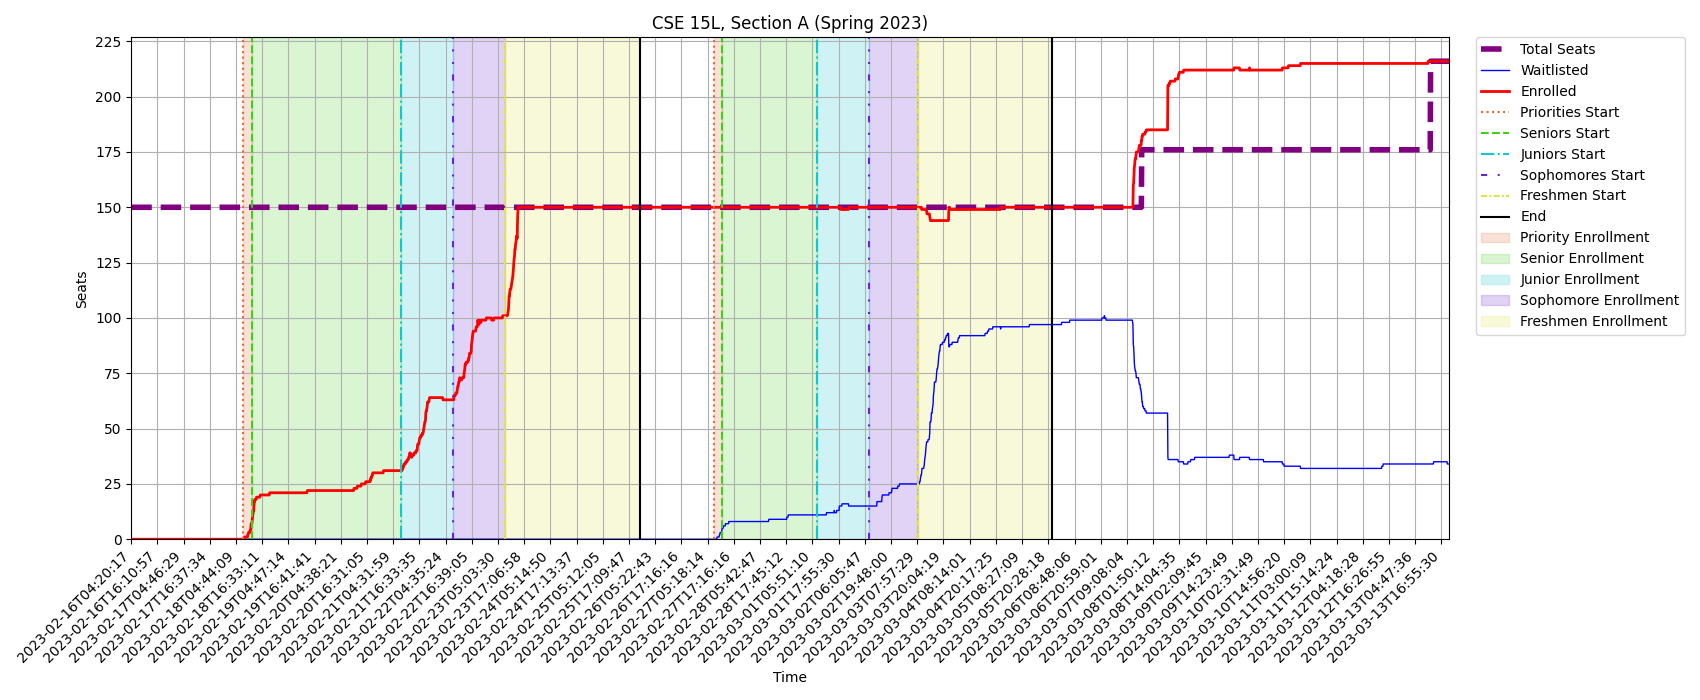 CSE 15L, Section A (Spring 2023)
Seats
225
200
175
150
125
100
75
50
25
0
2023-02-16T04:20:17
2023-02-16T16:10:57
2023-02-17T04:46:29
2023-02-17T16:37:34
2023-02-18T04:44:09
2023-02-18T16:33:11
2023-02-19T04:47:14
2023-02-19T16:41:41
2023-02-20T04:38:21
2023-02-20T16:31:05
2023-02-21T04:31:59
2023-02-21T16:33:35
2023-02-22T04:35:24
2023-02-22T16:39:05
2023-02-23T05:03:30
2023-02-23T17:06:58
2023-02-24T05:14:50
2023-02-24T17:13:37
2023-02-25T05:12:05
2023-02-25T17:09:47
2023-02-26T05:22:43
2023-02-26T17:16:16
2023-02-27T05:18:14
2023-02-27T17:16:16
2023-02-28T05:42:47
2023-02-28T17:45:12
2023-03-01T05:51:10
2023-03-01T17:55:30
2023-03-02T06:05:47
2023-03-02T19:48:00
2023-03-03T07:57:29
2023-03-03T20:04:19
2023-03-04T08:14:01
2023-03-04T20:17:25
2023-03-05T08:27:09
2023-03-05T20:28:18
2023-03-06T08:48:06
2023-03-06T20:59:01
2023-03-07T09:08:04
2023-03-08T01:50:12
2023-03-08T14:04:35
2023-03-09T02:09:45
2023-03-09T14:23:49
2023-03-10T02:31:49
2023-03-10T14:56:20
2023-03-11T03:00:09
2023-03-11T15:14:24
2023-03-12T04:18:28
2023-03-12T16:26:55
2023-03-13T04:47:36
2023-03-13T16:55:30
Time
Total Seats
Waitlisted
Enrolled
Priorities Start
Seniors Start
Juniors Start
Sophomores Start
Freshmen Start
End
Priority Enrollment
Senior Enrollment
Junior Enrollment
Sophomore Enrollment
Freshmen Enrollment